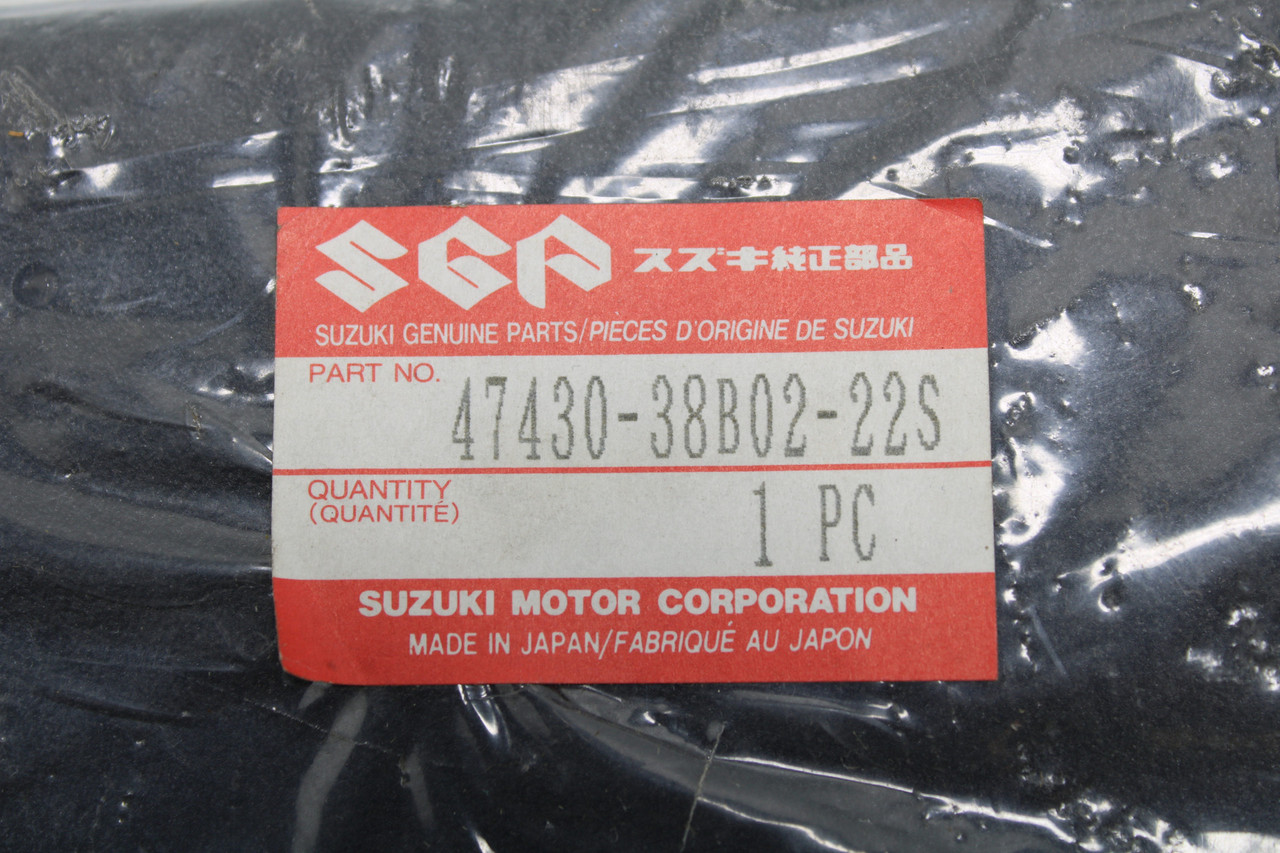 SGP スズキ純正部品
SUZUKI GENUINE PARTS/PIECES D'ORIGINE DE SUZUKI
PART NO. 47430-38B02-22S
QUANTITY 1 PC
(QUANTITÉ)
SUZUKI MOTOR CORPORATION
MADE IN JAPAN/FABRIQUÉ AU JAPON